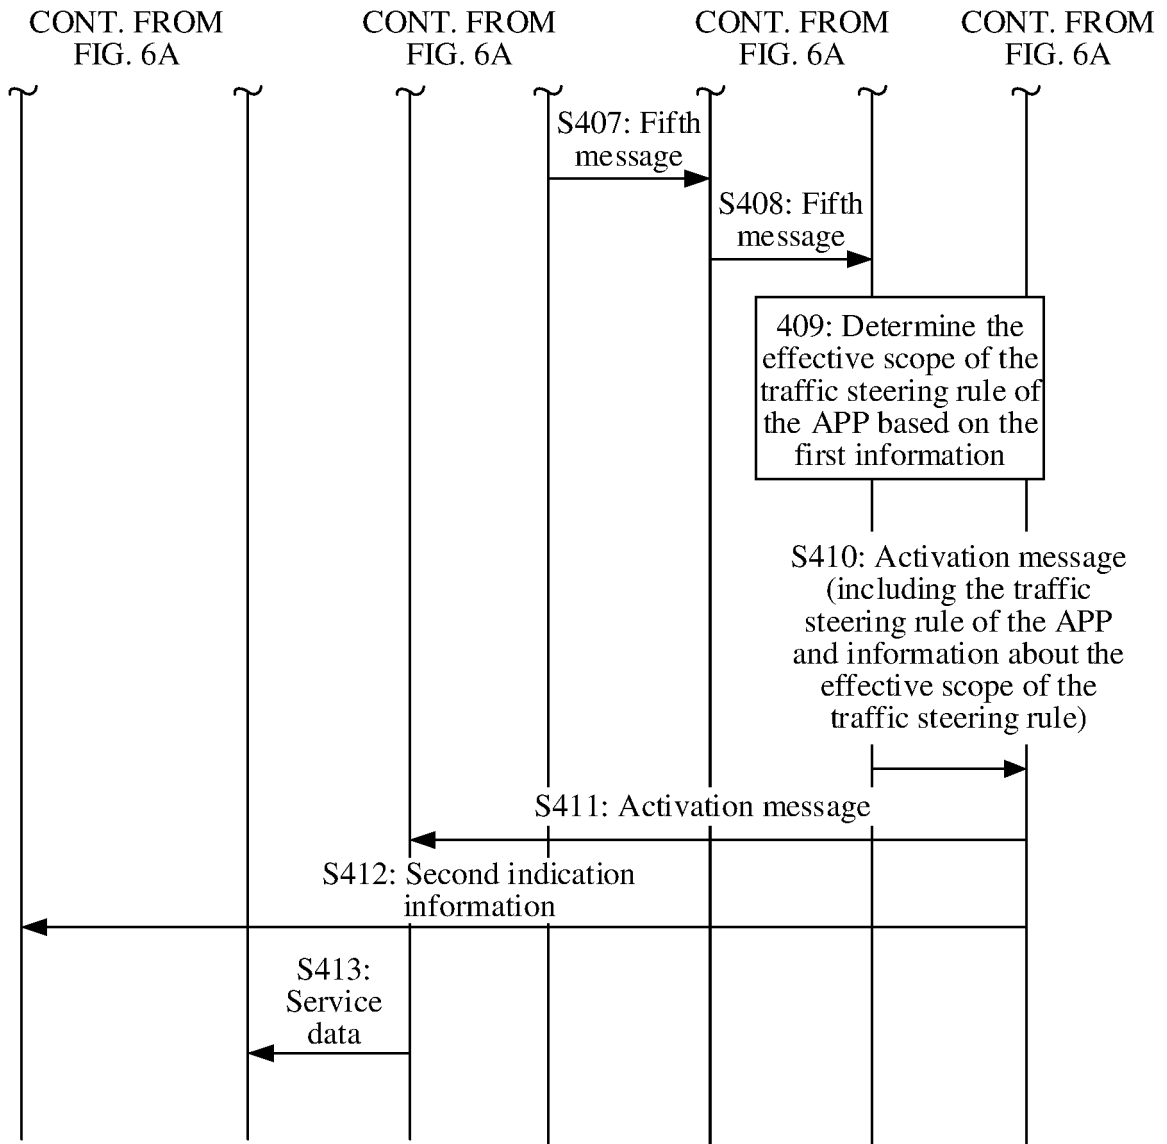 CONT. FROM
FIG. 6A
CONT. FROM
FIG. 6A
CONT. FROM
FIG. 6A
CONT. FROM
FIG. 6A
S407: Fifth
message
S408: Fifth
message
409: Determine the
effective scope of the
traffic steering rule of
the APP based on the
first information
S410: Activation message
(including the traffic
steering rule of the APP
and information about the
effective scope of the
traffic steering rule)
S411: Activation message
S412: Second indication
information
S413:
Service
data